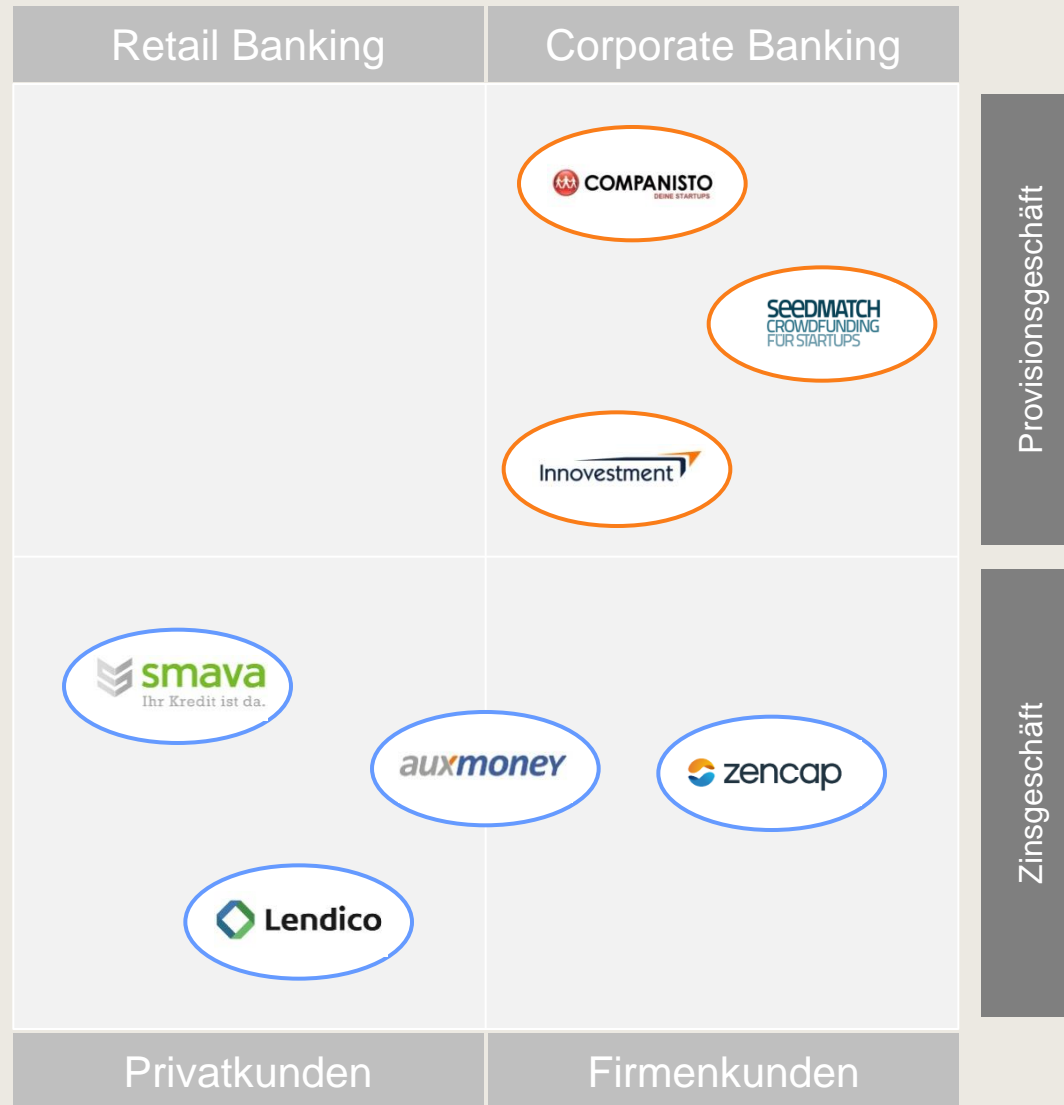 Retail Banking
Corporate Banking
COMPANISTO
DEINE STARTUPS
SEEDMATCH
CROWDFUNDING
FÜR STARTUPS
Innovestment
Provisionsgeschäft
smava
Ihr Kredit ist da.
auxmoney
zencap
Lendico
Zinsgeschäft
Privatkunden
Firmenkunden